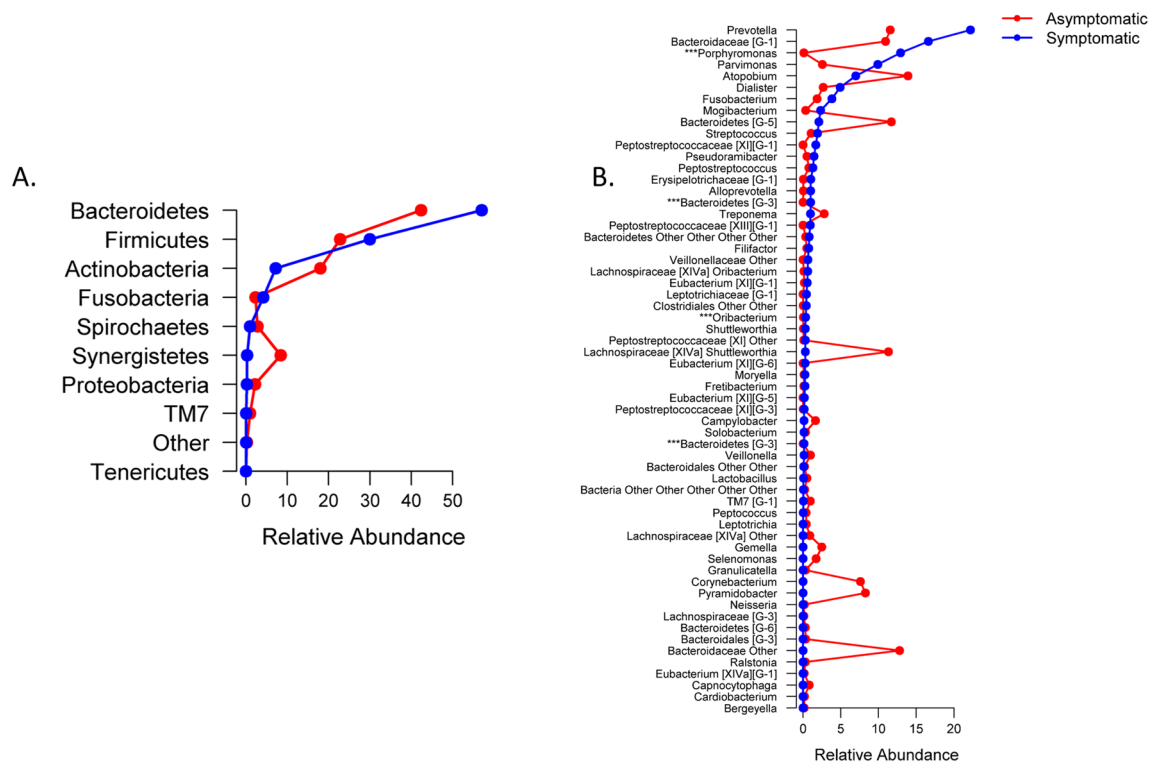 A.
Bacteroidetes
Firmicutes
Actinobacteria
Fusobacteria
Spirochaetes
Synergistetes
Proteobacteria
TM7
Other
Tenericutes
0 10 20 30 40 50
Relative Abundance
B.
Asymptomatic
Symptomatic
Prevotella
Bacteroidaceae [G-1]
***Porphyromonas
Parvimonas
Atopobium
Dialister
Fusobacterium
Mogibacterium
Bacteroidetes [G-5]
Streptococcus
Peptostreptococcaceae [XI][G-1]
Pseudoramibacter
Peptostreptococcus
Erysipelotrichaceae [G-1]
Alloprevotella
***Bacteroidetes [G-3]
Treponema
Peptostreptococcaceae [XIII][G-1]
Bacteroidetes Other Other Other Other
Filifactor
Veillonellaceae Other
Lachnospiraceae [XIVa] Oribacterium
Eubacterium [XI][G-1]
Leptotrichiaceae [G-1]
Clostridiales Other Other
***Oribacterium
Shuttleworthia
Peptostreptococcaceae [XI] Other
Lachnospiraceae [XIVa] Shuttleworthia
Eubacterium [XI][G-6]
Moryella
Fretibacterium
Eubacterium [XI][G-5]
Peptostreptococcaceae [XI][G-3]
Campylobacter
Solobacterium
***Bacteroidetes [G-3]
Veillonella
Bacteroidales Other Other
Lactobacillus
Bacteria Other Other Other Other Other
TM7 [G-1]
Peptococcus
Leptotrichia
Lachnospiraceae [XIVa] Other
Gemella
Selenomonas
Granulicatella
Corynebacterium
Pyramidobacter
Neisseria
Lachnospiraceae [G-3]
Bacteroidetes [G-6]
Bacteroidales [G-3]
Bacteroidaceae Other
Ralstonia
Eubacterium [XIVa][G-1]
Capnocytophaga
Cardiobacterium
Bergeyella
0 5 10 15 20
Relative Abundance